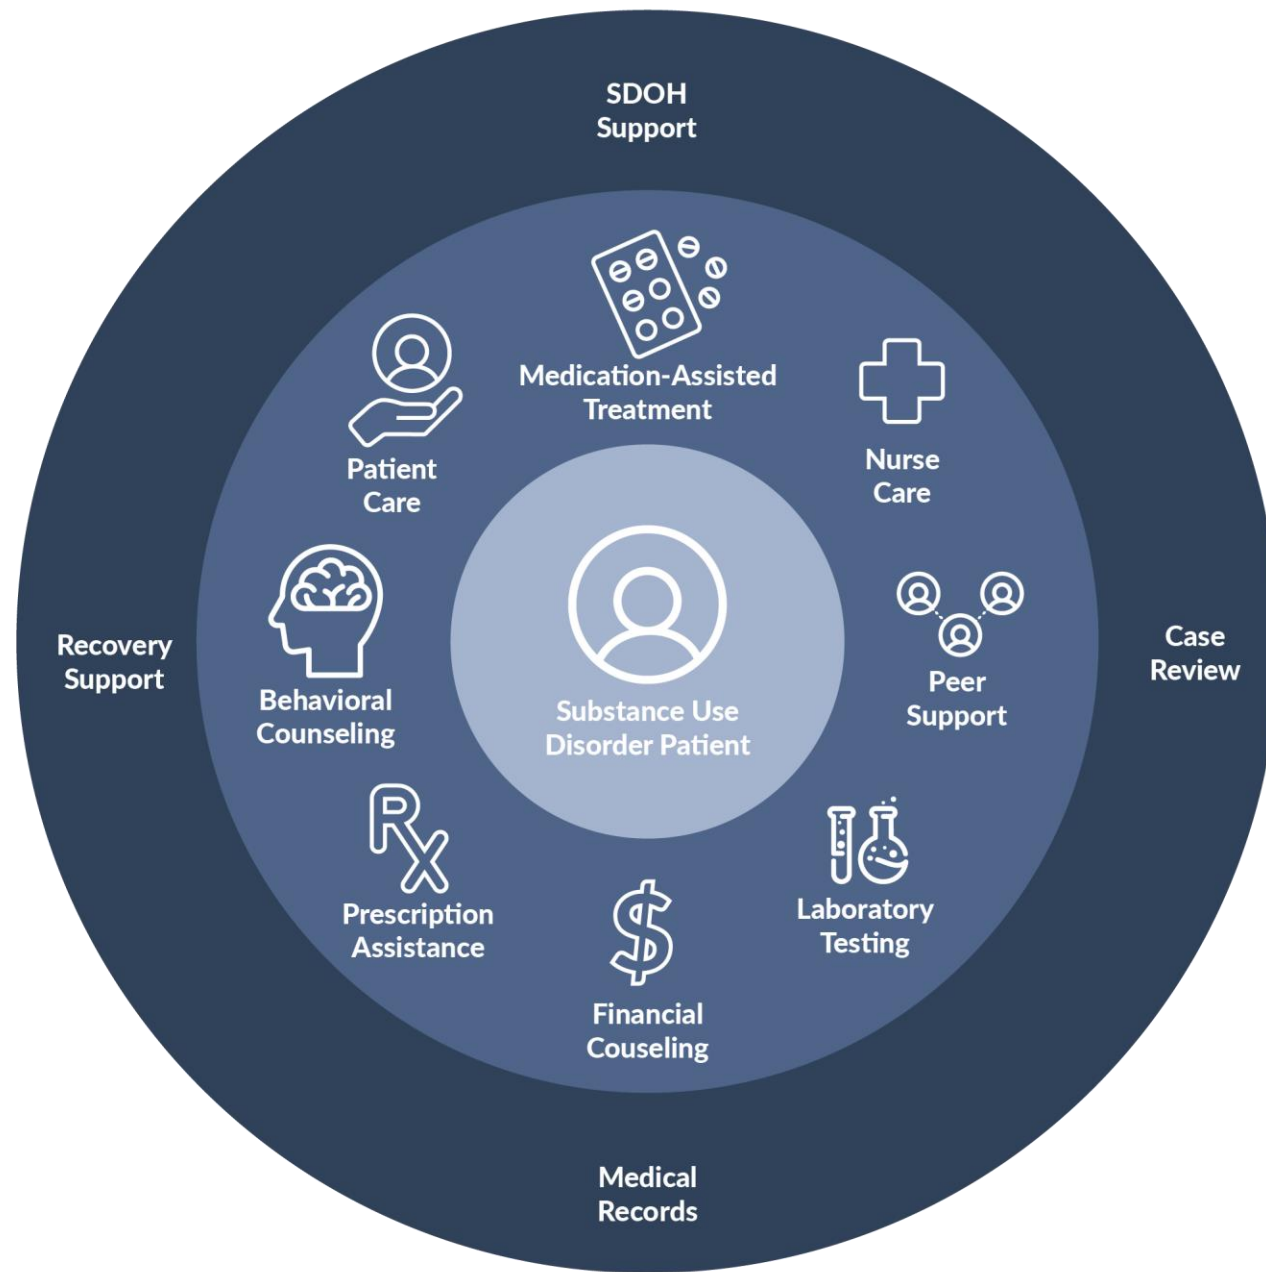 SDOH
Support
Medication-Assisted
Treatment
Patient
Care
Nurse
Care
Recovery
Support
Behavioral
Counseling
Substance Use
Disorder Patient
Peer
Support
Case
Review
Prescription
Assistance
Laboratory
Testing
Financial
Couseling
Medical
Records